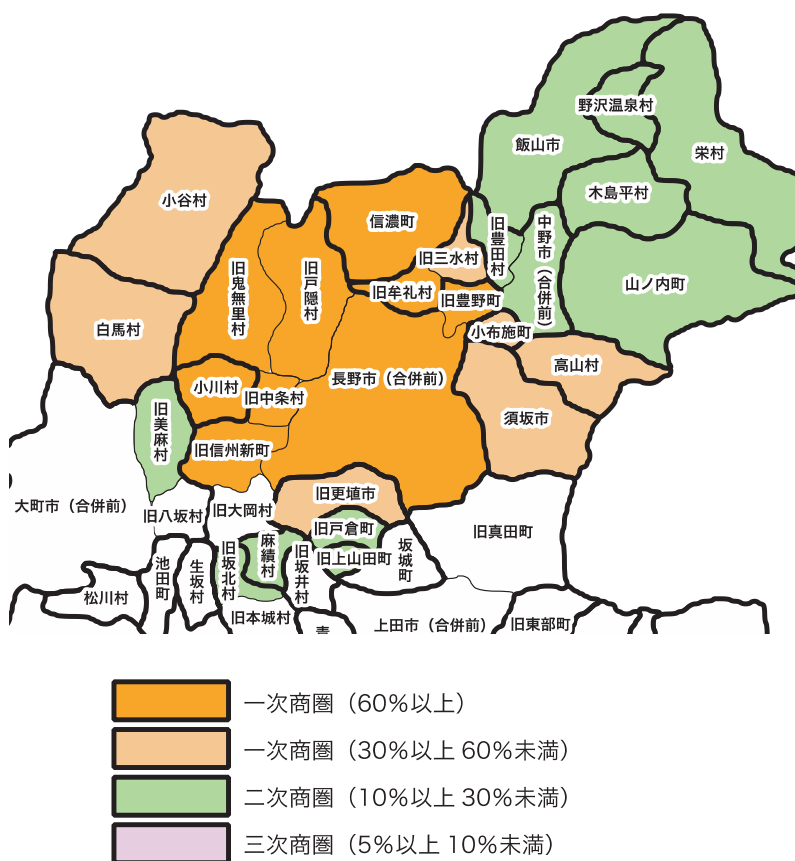 野沢温泉村
飯山市
栄村
木島平村
小谷村
信濃町
旧豊田村
中野市（合併前）
旧三水村
旧鬼無里村
旧戸隠村
山ノ内町
旧牟礼村
旧豊野町
白馬村
小布施町
高山村
長野市（合併前）
小川村
旧中条村
旧美麻村
須坂市
旧信州新町
大町市（合併前）
旧八坂村
旧大岡村
旧更埴市
旧戸倉町
旧真田町
旧上山田町
坂城町
麻績村
旧坂北村
旧坂井村
池田町
生坂村
松川村
旧本城村
上田市（合併前）
旧東部町
一次商圏（60%以上）
一次商圏（30%以上 60%未満）
二次商圏（10%以上 30%未満）
三次商圏（5%以上 10%未満）